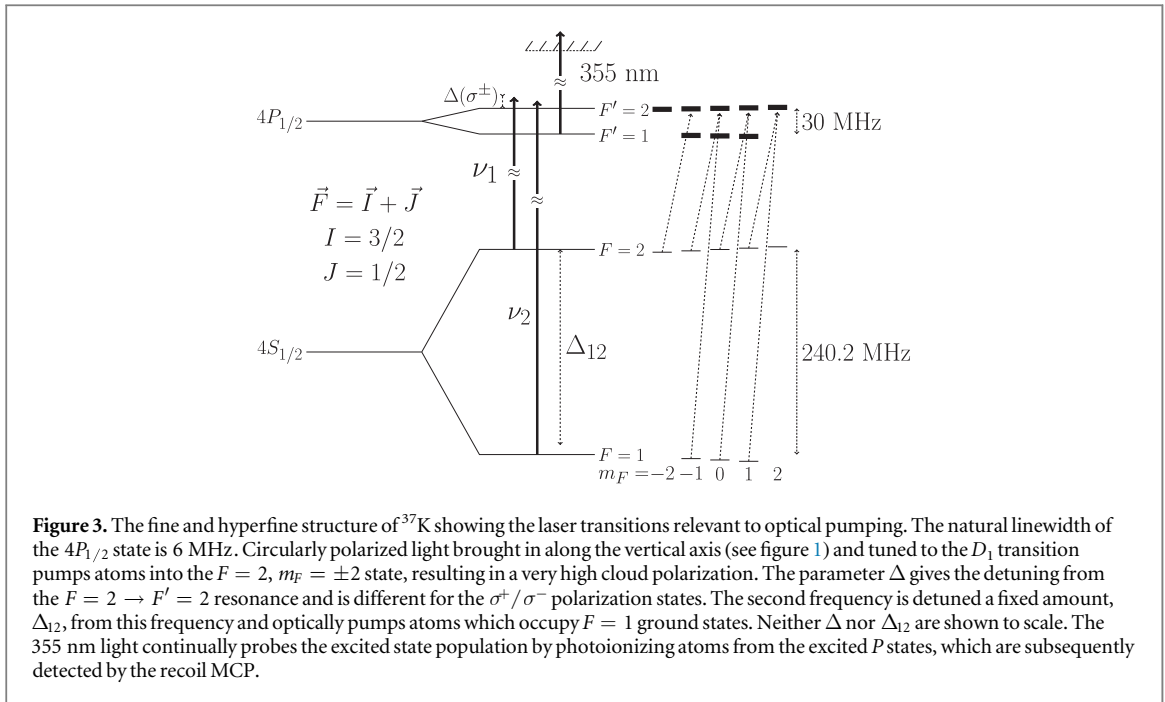 355 nm
Δ(σ±)
4P1/2
F′ = 2
F′ = 1
30 MHz
ν1
F⃗ = I⃗ + J⃗
I = 3/2
J = 1/2
F = 2
ν2
4S1/2
Δ12
240.2 MHz
F = 1
mF = −2 −1 0 1 2
Figure 3. The fine and hyperfine structure of 37K showing the laser transitions relevant to optical pumping. The natural linewidth of
the 4P1/2 state is 6 MHz. Circularly polarized light brought in along the vertical axis (see figure 1) and tuned to the D1 transition
pumps atoms into the F = 2, mF = ±2 state, resulting in a very high cloud polarization. The parameter Δ gives the detuning from
the F = 2 → F′ = 2 resonance and is different for the σ+/σ− polarization states. The second frequency is detuned a fixed amount,
Δ12, from this frequency and optically pumps atoms which occupy F = 1 ground states. Neither Δ nor Δ12 are shown to scale. The
355 nm light continually probes the excited state population by photoionizing atoms from the excited P states, which are subsequently
detected by the recoil MCP.